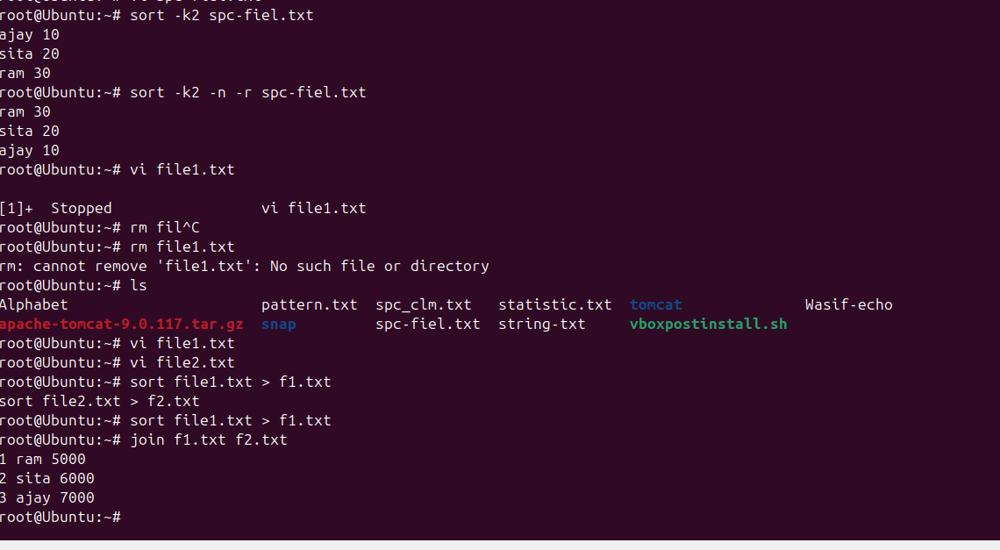 root@Ubuntu:~# sort -k2 spc-fiel.txt
ajay 10
sita 20
ram 30
root@Ubuntu:~# sort -k2 -n -r spc-fiel.txt
ram 30
sita 20
ajay 10
root@Ubuntu:~# vi file1.txt
[1]+  Stopped                 vi file1.txt
root@Ubuntu:~# rm fil^C
root@Ubuntu:~# rm file1.txt
rm: cannot remove 'file1.txt': No such file or directory
root@Ubuntu:~# ls
Alphabet                      pattern.txt  spc_clm.txt   statistic.txt  tomcat              Wasif-echo
apache-tomcat-9.0.117.tar.gz  snap         spc-fiel.txt  string-txt     vboxpostinstall.sh
root@Ubuntu:~# vi file1.txt
root@Ubuntu:~# vi file2.txt
root@Ubuntu:~# sort file1.txt > f1.txt
sort file2.txt > f2.txt
root@Ubuntu:~# sort file1.txt > f1.txt
root@Ubuntu:~# join f1.txt f2.txt
1 ram 5000
2 sita 6000
3 ajay 7000
root@Ubuntu:~#